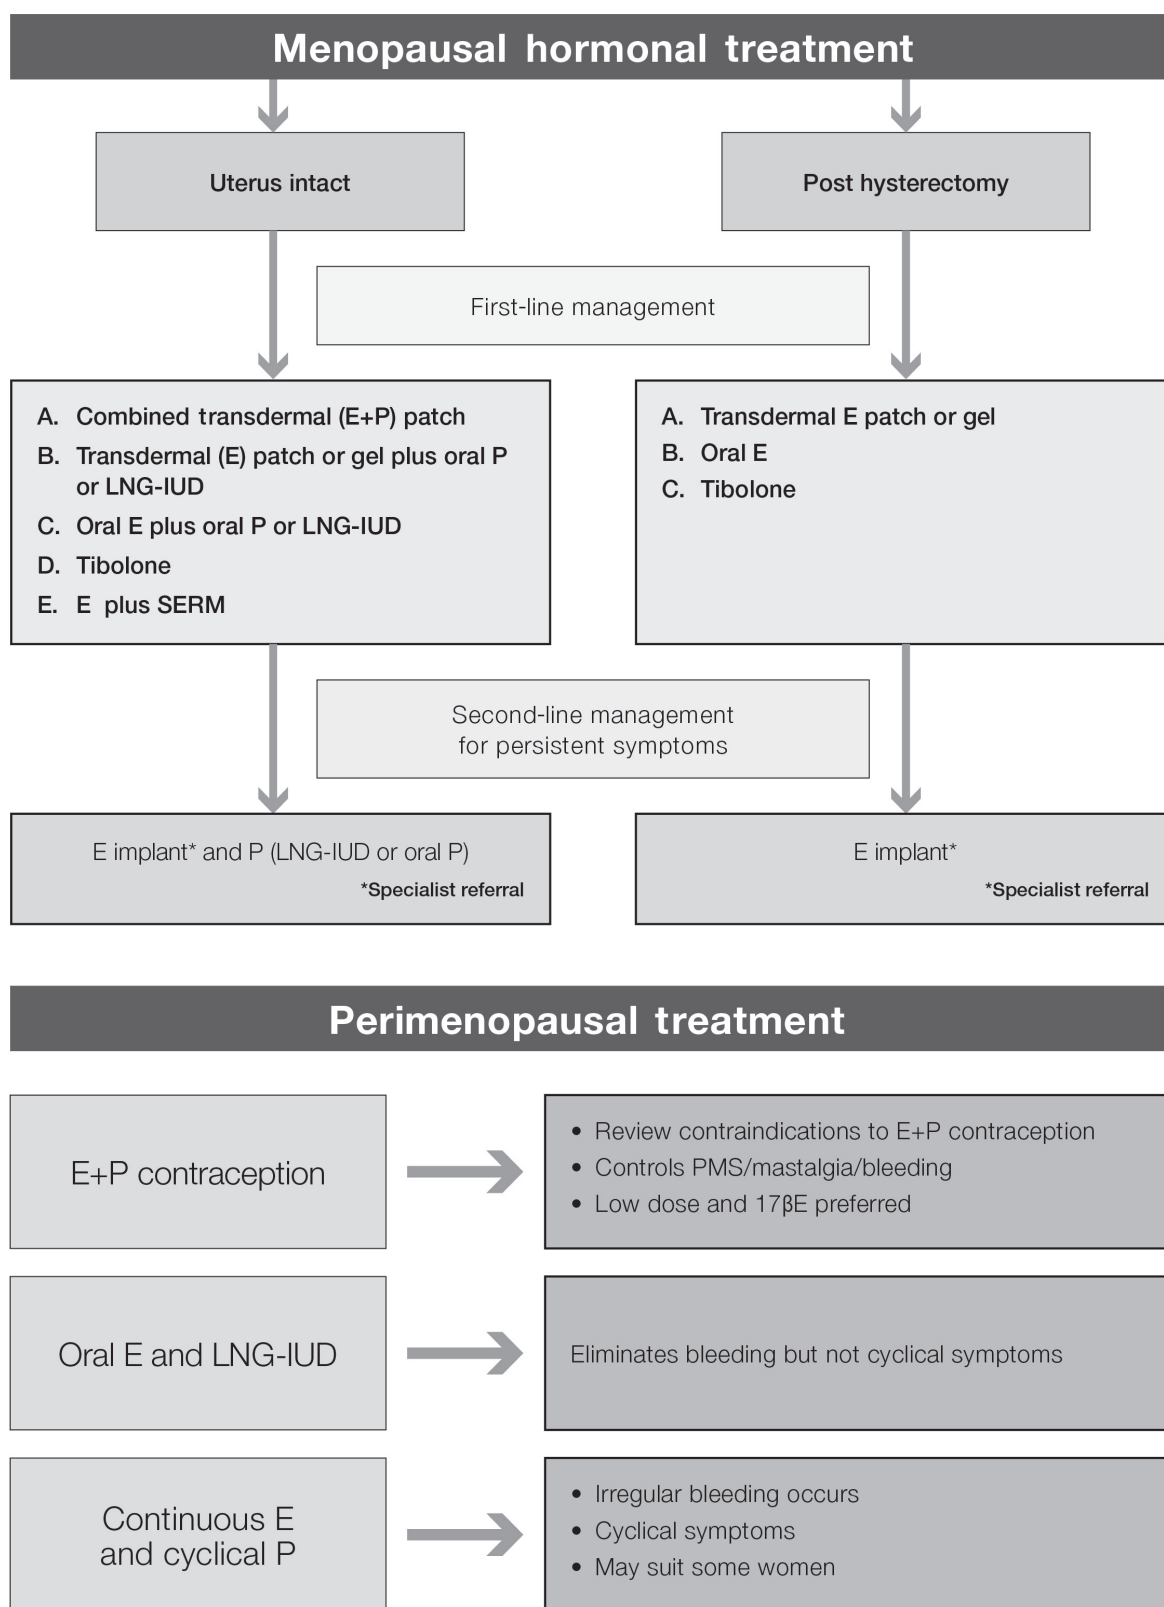 Menopausal hormonal treatment
Uterus intact
Post hysterectomy
First-line management
A. Combined transdermal (E+P) patch
B. Transdermal (E) patch or gel plus oral P
or LNG-IUD
C. Oral E plus oral P or LNG-IUD
D. Tibolone
E. E plus SERM
A. Transdermal E patch or gel
B. Oral E
C. Tibolone
Second-line management
for persistent symptoms
E implant* and P (LNG-IUD or oral P)
*Specialist referral
E implant*
*Specialist referral
Perimenopausal treatment
E+P contraception
• Review contraindications to E+P contraception
• Controls PMS/mastalgia/bleeding
• Low dose and 17βE preferred
Oral E and LNG-IUD
Eliminates bleeding but not cyclical symptoms
Continuous E
and cyclical P
• Irregular bleeding occurs
• Cyclical symptoms
• May suit some women